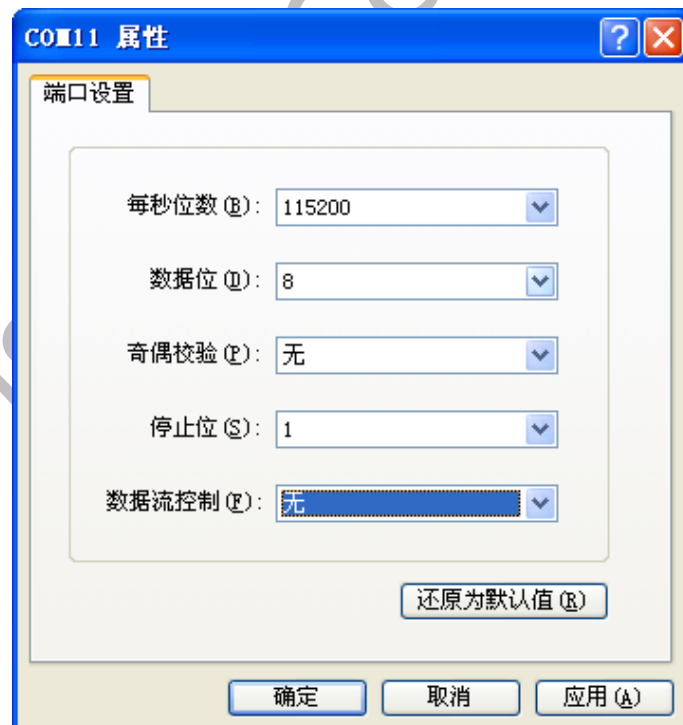 COM11 属性
端口设置
每秒位数(B): 115200
数据位(D): 8
奇偶校验(P): 无
停止位(S): 1
数据流控制(F): 无
还原为默认值(R)
确定 取消 应用(A)